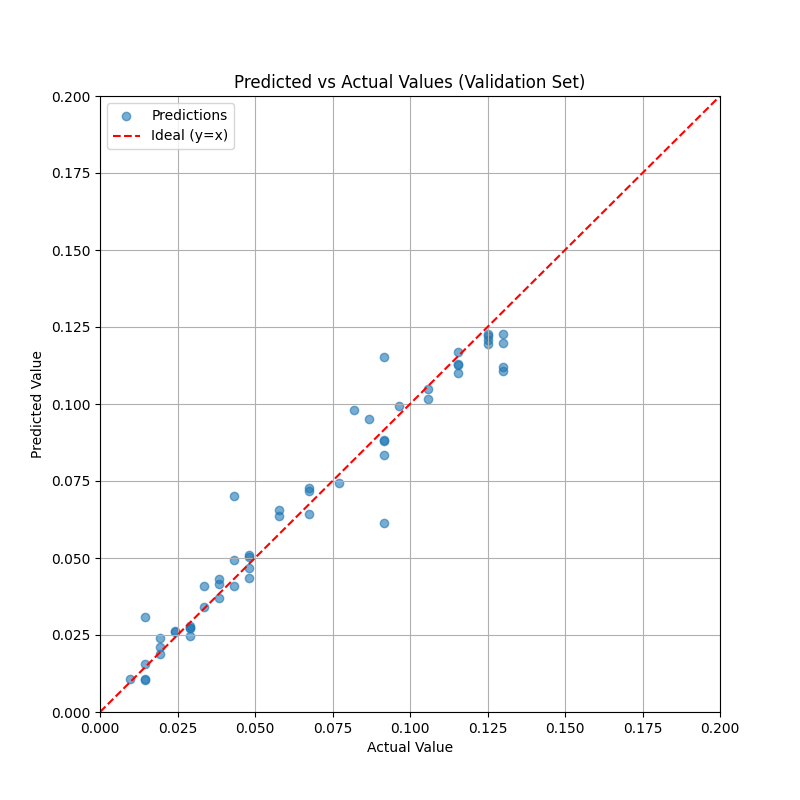 Predicted vs Actual Values (Validation Set)
Predictions
Ideal (y=x)
Predicted Value
0.200
0.175
0.150
0.125
0.100
0.075
0.050
0.025
0.000
0.000 0.025 0.050 0.075 0.100 0.125 0.150 0.175 0.200
Actual Value